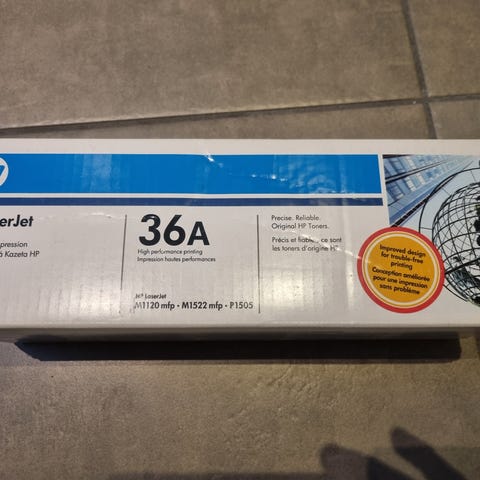 erJet
pression
à Kazeta HP
36A
High performance printing
Impression hautes performances
HP LaserJet
M1120 mfp - M1522 mfp - P1505
Precise. Reliable.
Original HP Toners.
Précis et fiables, ce sont
les toners d'origine HP.
Improved design
for trouble-free
printing
Conception améliorée
pour une impression
sans problème